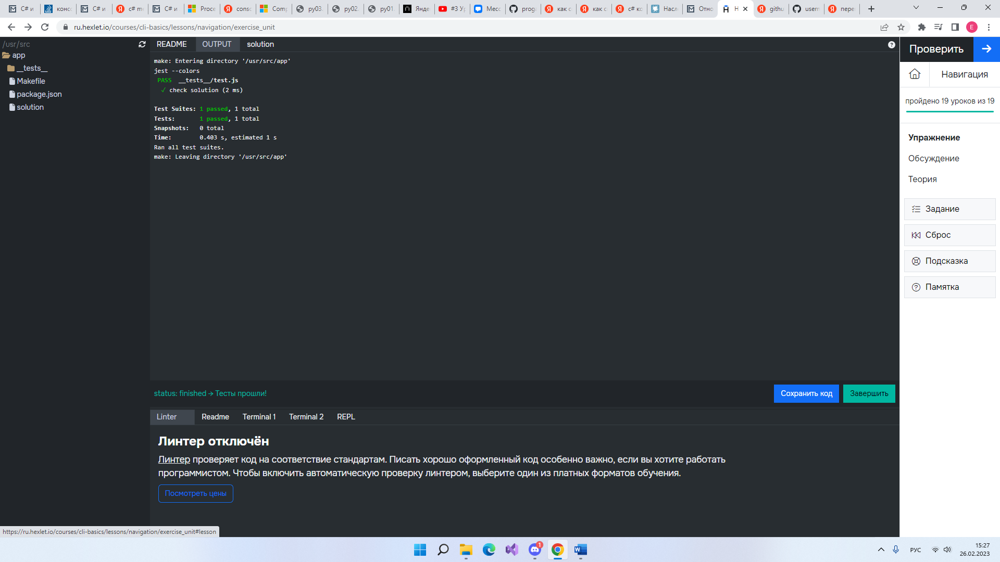 C# и
конс
C# и
c# me
C# и
Proce
conso
Comp
py03.
py02.
py01.
Янде
#3 Ур
Месс
proga
как с
как с
c# ко
Насл
Отно
Н
githu
usern
пере
ru.hexlet.io/courses/cli-basics/lessons/navigation/exercise_unit
E
/usr/src
app
__tests__
Makefile
package.json
solution
README
OUTPUT
solution
make: Entering directory '/usr/src/app'
jest --colors
PASS __tests__/test.js
✓ check solution (2 ms)
Test Suites: 1 passed, 1 total
Tests: 1 passed, 1 total
Snapshots: 0 total
Time: 0.403 s, estimated 1 s
Ran all test suites.
make: Leaving directory '/usr/src/app'
status: finished → Тесты прошли!
Сохранить код
Завершить
Linter
Readme
Terminal 1
Terminal 2
REPL
Линтер отключён
Линтер проверяет код на соответствие стандартам. Писать хорошо оформленный код особенно важно, если вы хотите работать
программистом. Чтобы включить автоматическую проверку линтером, выберите один из платных форматов обучения.
Посмотреть цены
Проверить
Навигация
пройдено 19 уроков из 19
Упражнение
Обсуждение
Теория
Задание
Сброс
Подсказка
Памятка
https://ru.hexlet.io/courses/cli-basics/lessons/navigation/exercise_unit#lesson
1
РУС
15:27
26.02.2023